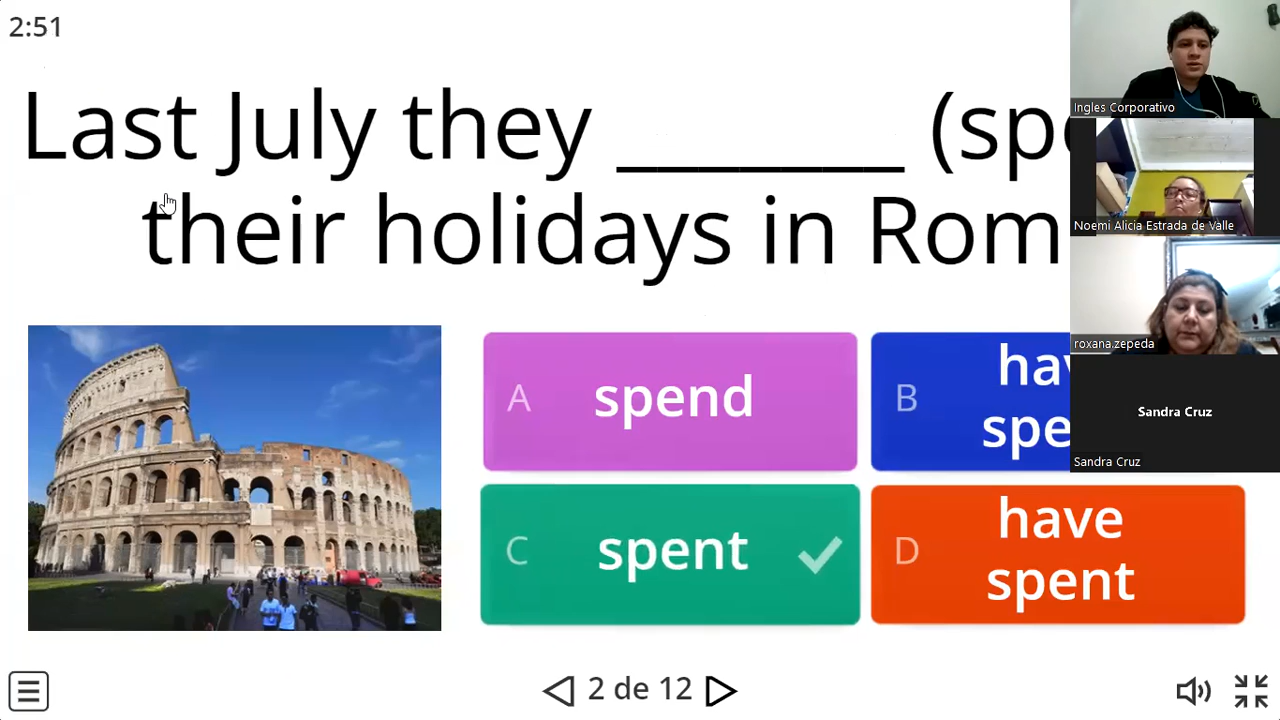 2:51
Last July they ________ (sp
their holidays in Rom
A spend
B
C spent
D have
spent
2 de 12
Ingles Corporativo
Noemi Alicia Estrada de Valle
roxana.zepeda
Sandra Cruz
Sandra Cruz